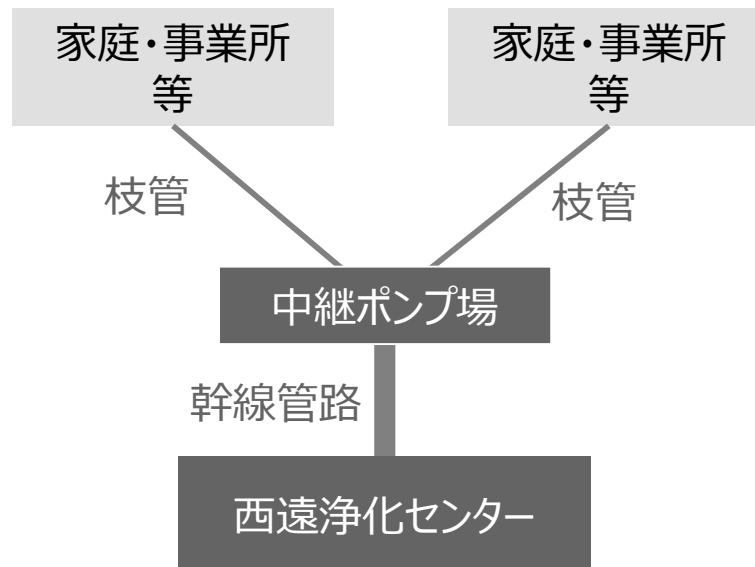 家庭・事業所
等
家庭・事業所
等
枝管
枝管
中継ポンプ場
幹線管路
西遠浄化センター